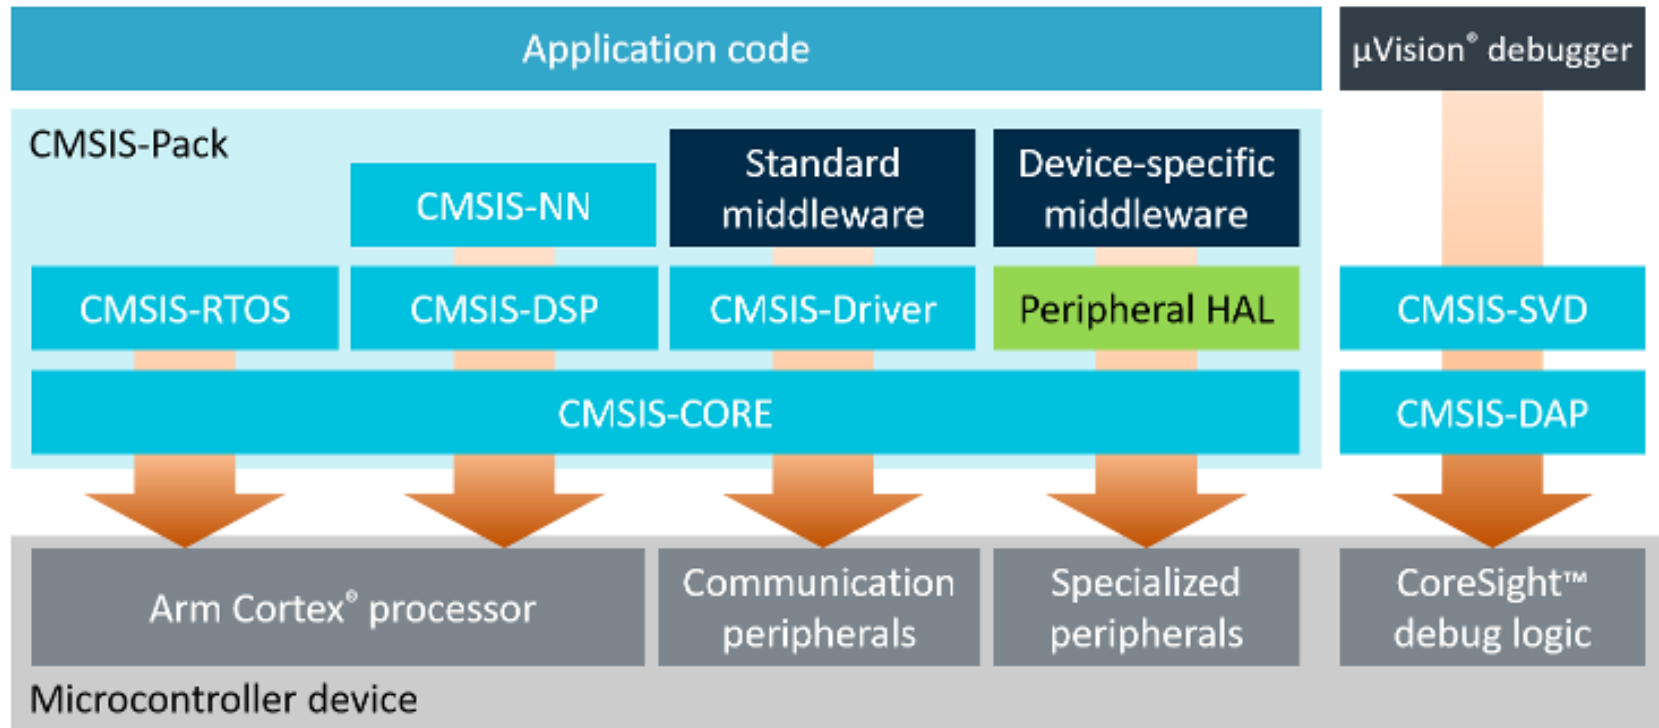 Application code
µVision® debugger
CMSIS-Pack
CMSIS-NN
Standard
middleware
Device-specific
middleware
CMSIS-RTOS
CMSIS-DSP
CMSIS-Driver
Peripheral HAL
CMSIS-SVD
CMSIS-CORE
CMSIS-DAP
Arm Cortex® processor
Communication
peripherals
Specialized
peripherals
CoreSight™
debug logic
Microcontroller device